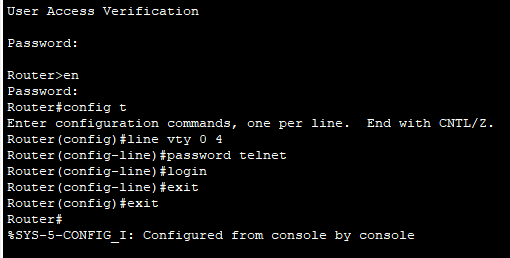 User Access Verification
Password:
Router>en
Password:
Router#config t
Enter configuration commands, one per line.  End with CNTL/Z.
Router(config)#line vty 0 4
Router(config-line)#password telnet
Router(config-line)#login
Router(config-line)#exit
Router(config)#exit
Router#
%SYS-5-CONFIG_I: Configured from console by console